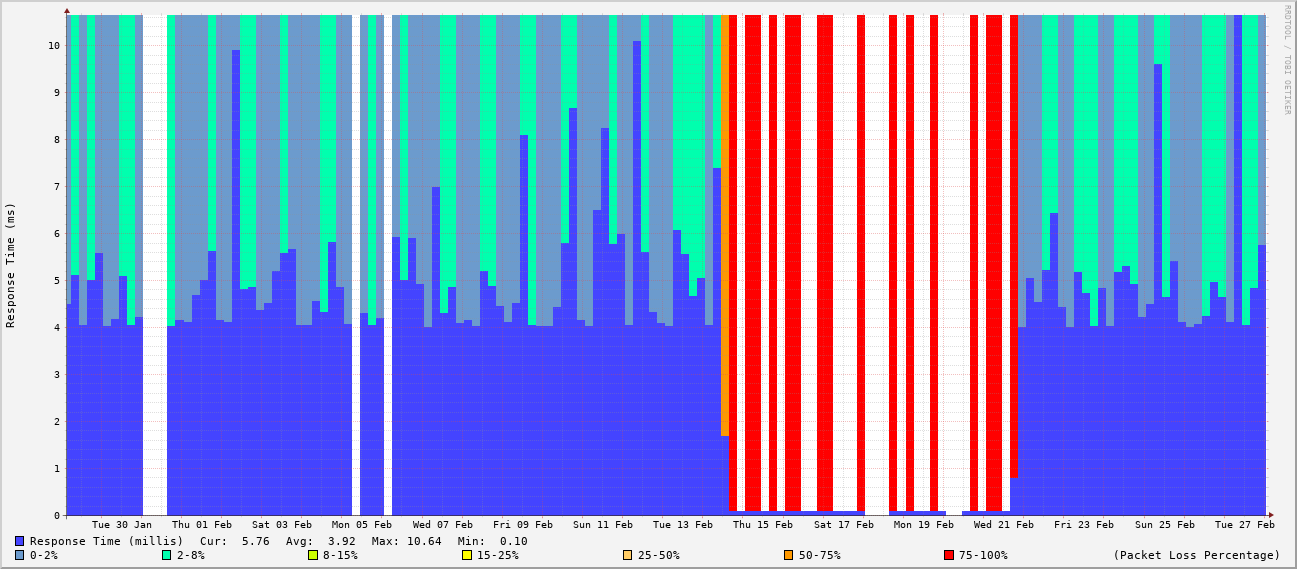 RRDTOOL / TOBI OETIKER
Response Time (ms)
10
9
8
7
6
5
4
3
2
1
0
Tue 30 Jan Thu 01 Feb Sat 03 Feb Mon 05 Feb Wed 07 Feb Fri 09 Feb Sun 11 Feb Tue 13 Feb Thu 15 Feb Sat 17 Feb Mon 19 Feb Wed 21 Feb Fri 23 Feb Sun 25 Feb Tue 27 Feb
Response Time (millis) Cur: 5.76 Avg: 3.92 Max: 10.64 Min: 0.10
0-2% 2-8% 8-15% 15-25% 25-50% 50-75% 75-100% (Packet Loss Percentage)